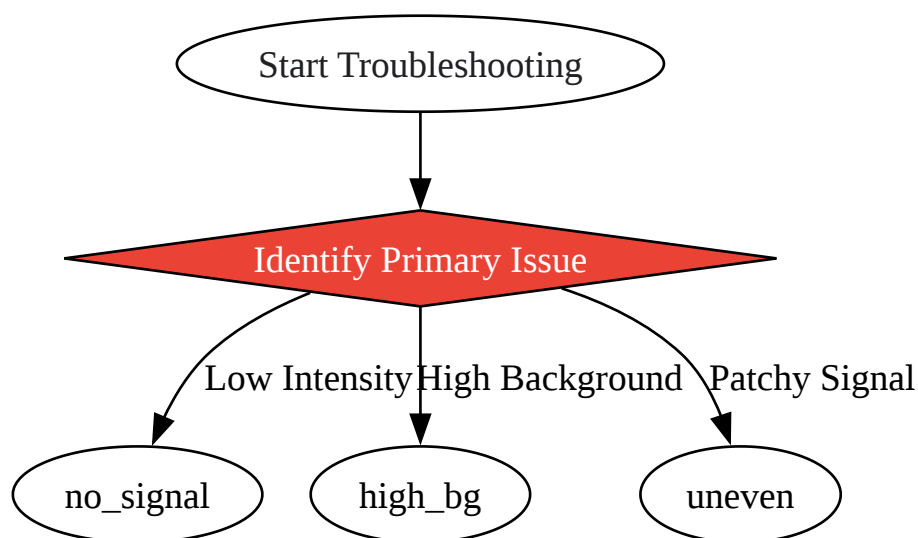 Start Troubleshooting
Identify Primary Issue
Low Intensity
High Background
Patchy Signal
no_signal
high_bg
uneven